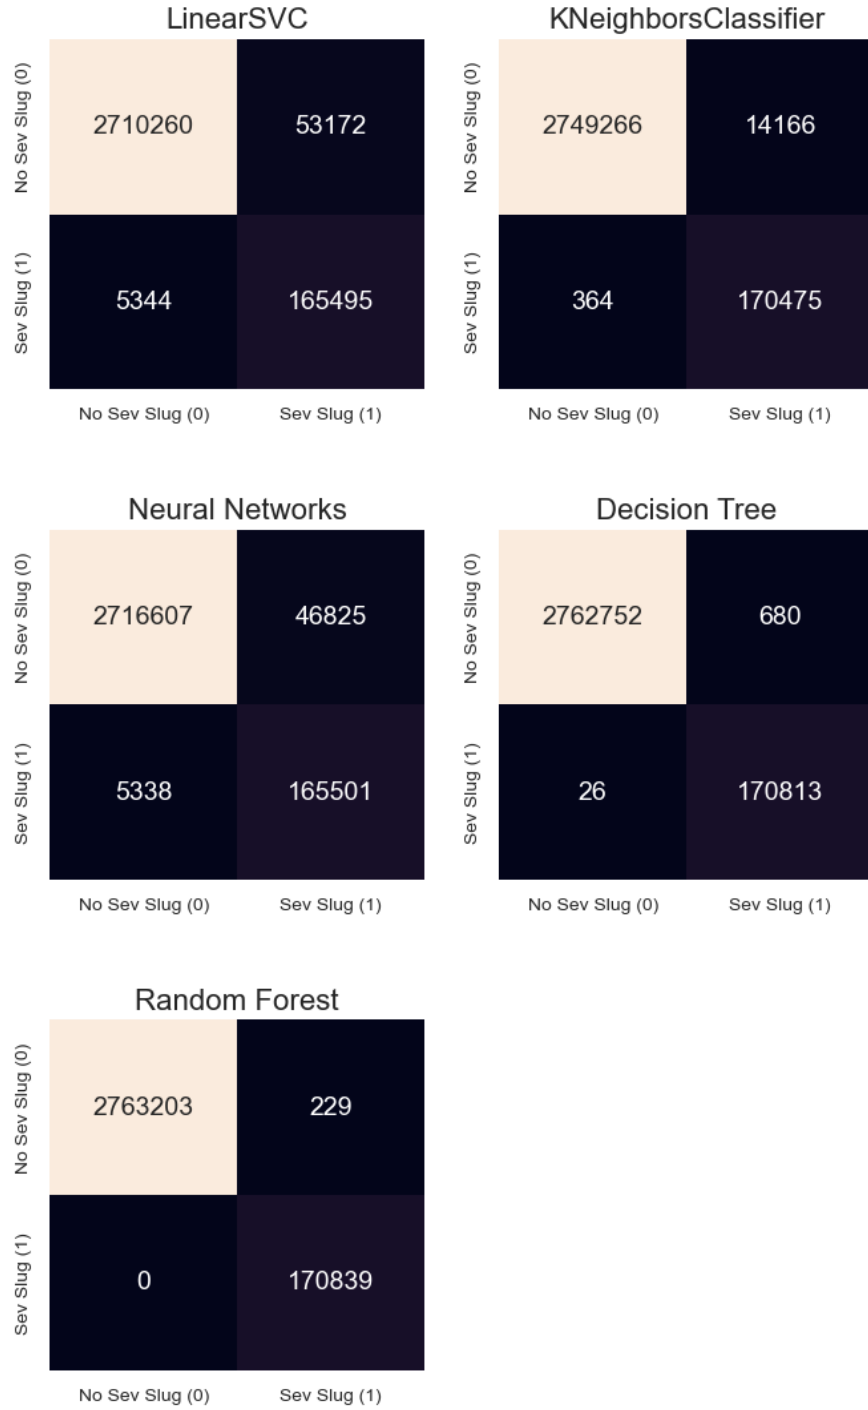 LinearSVC
No Sev Slug (0)
2710260
53172
Sev Slug (1)
5344
165495
No Sev Slug (0)
Sev Slug (1)
KNeighborsClassifier
No Sev Slug (0)
2749266
14166
Sev Slug (1)
364
170475
No Sev Slug (0)
Sev Slug (1)
Neural Networks
No Sev Slug (0)
2716607
46825
Sev Slug (1)
5338
165501
No Sev Slug (0)
Sev Slug (1)
Decision Tree
No Sev Slug (0)
2762752
680
Sev Slug (1)
26
170813
No Sev Slug (0)
Sev Slug (1)
Random Forest
No Sev Slug (0)
2763203
229
Sev Slug (1)
0
170839
No Sev Slug (0)
Sev Slug (1)